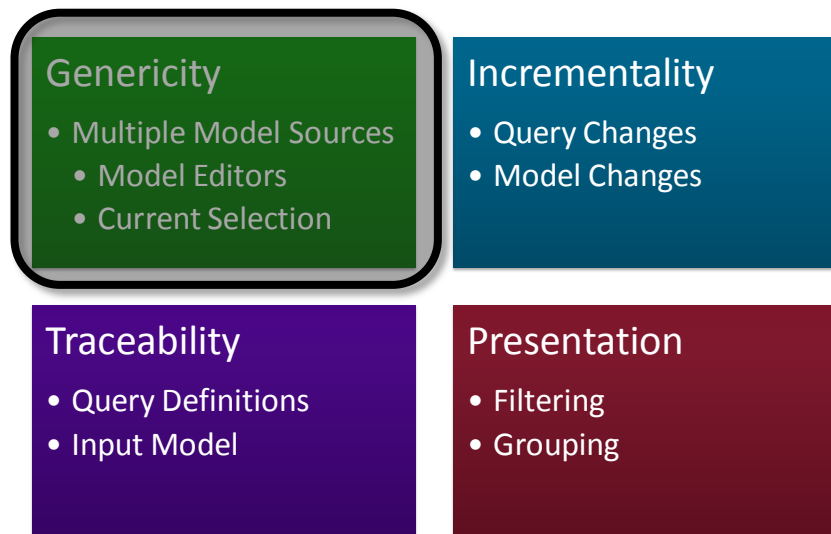 Genericity
• Multiple Model Sources
• Model Editors
• Current Selection
Incrementality
• Query Changes
• Model Changes
Traceability
• Query Definitions
• Input Model
Presentation
• Filtering
• Grouping